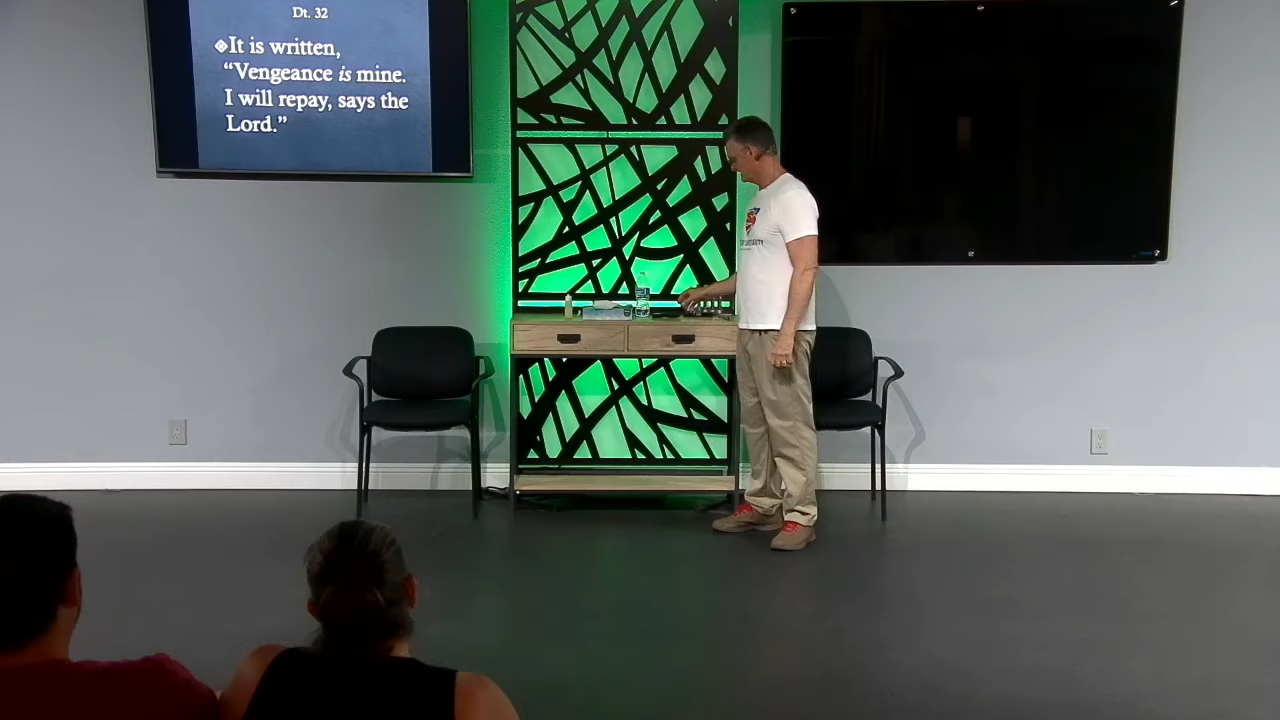 Dt. 32
It is written,
“Vengeance is mine.
I will repay, says the
Lord.”